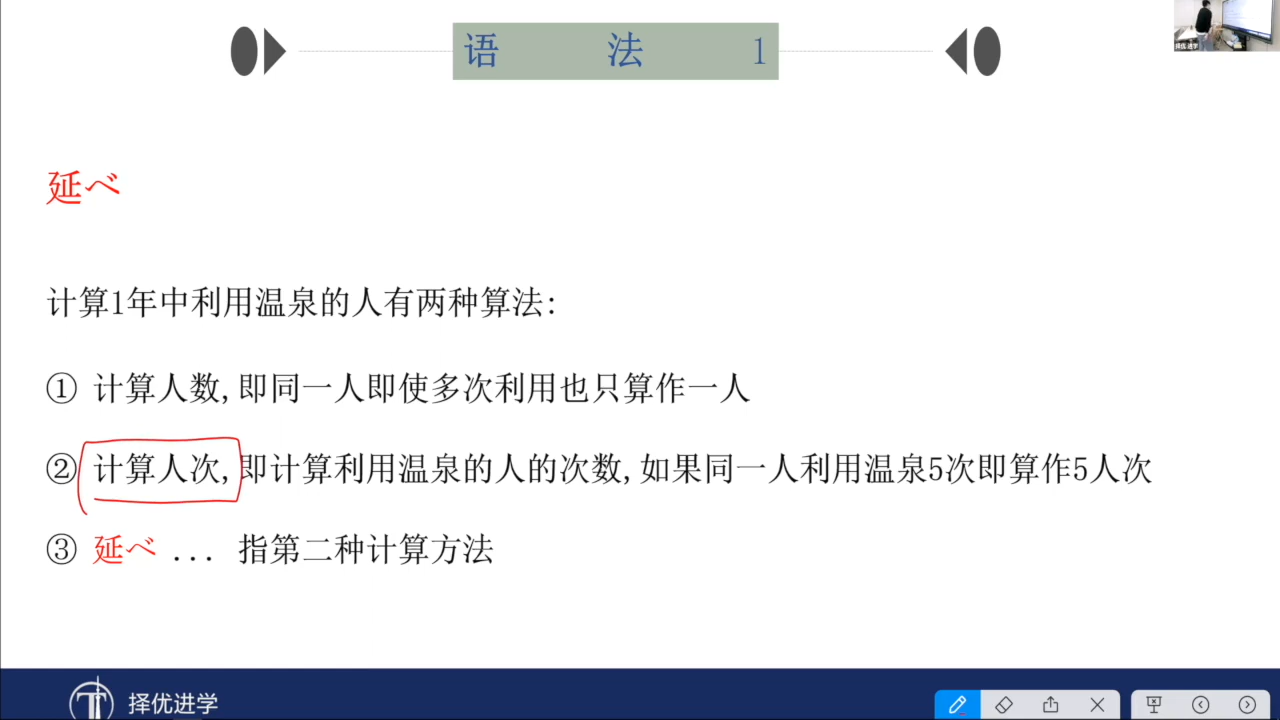 择优 进学
语 法 1
延べ
计算1年中利用温泉的人有两种算法:
① 计算人数,即同一人即使多次利用也只算作一人
② 计算人次,即计算利用温泉的人的次数,如果同一人利用温泉5次即算作5人次
③ 延べ ... 指第二种计算方法
择优进学